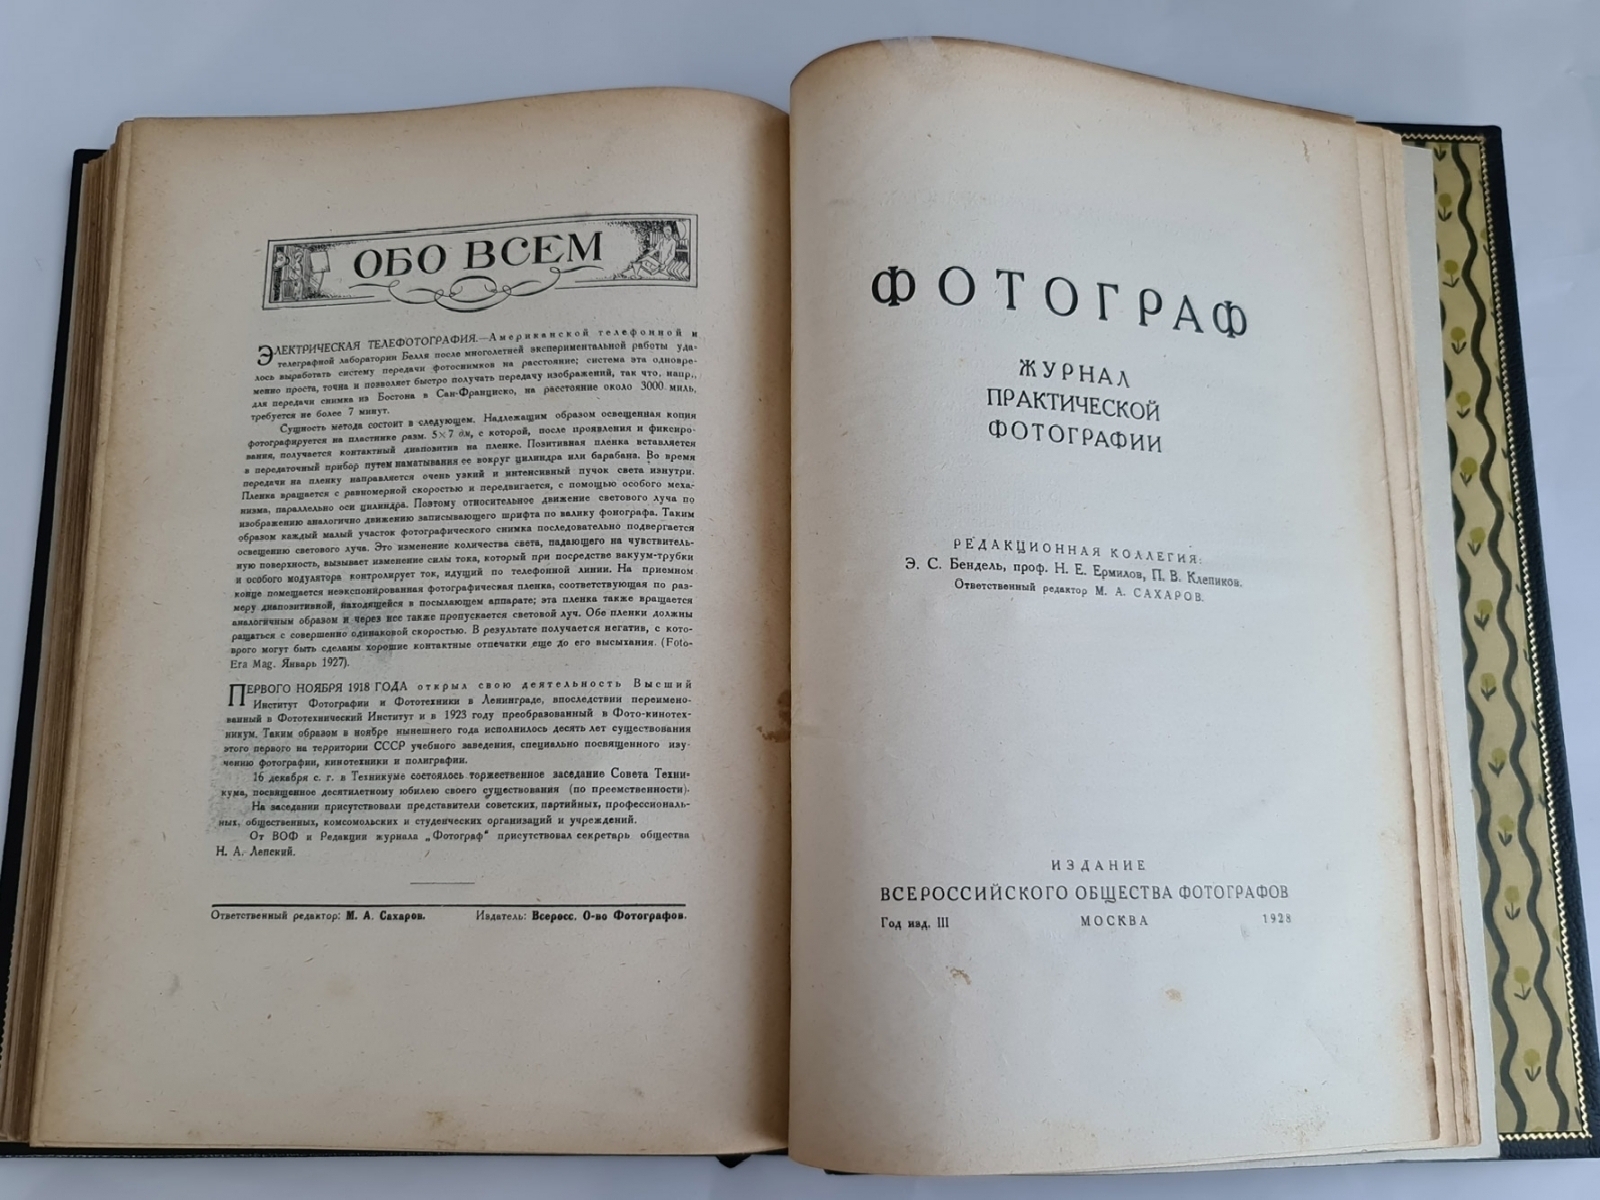 ОБО ВСЕМ
ЭЛЕКТРИЧЕСКАЯ ТЕЛЕФОТОГРАФИЯ.—Американской телефонной и
телеграфной лаборатории Белля после многолетней экспериментальной работы уда-
лось выработать систему передачи фотоснимков на расстояние; система эта одновре-
менно проста, точна и позволяет быстро получать передачу изображений, так что, напр.,
для передачи снимка из Бостона в Сан-Франциско, на расстояние около 3000 миль,
требуется не более 7 минут.
Сущность метода состоит в следующем. Надлежащим образом освещенная копия
фотографируется на пластинке разм. 5×7 дм, с которой, после проявления и фиксиро-
вания, получается контактный диапозитив на пленке. Позитивная пленка вставляется
в передаточный прибор путем наматывания ее вокруг цилиндра или барабана. Во время
передачи на пленку направляется очень узкий и интенсивный пучок света изнутри.
Пленка вращается с равномерной скоростью и передвигается, с помощью особого меха-
низма, параллельно оси цилиндра. Поэтому относительное движение светового луча по
изображению аналогично движению записывающего шрифта по валику фонографа. Таким
образом каждый малый участок фотографического снимка последовательно подвергается
освещению светового луча. Это изменение количества света, падающего на чувствитель-
ную поверхность, вызывает изменение силы тока, который при посредстве вакуум-трубки
и особого модулятора контролирует ток, идущий по телефонной линии. На приемном
конце помещается неэкспонированная фотографическая пленка, соответствующая по раз-
меру диапозитивной, находящейся в посылающем аппарате; эта пленка также вращается
аналогичным образом и через нее также пропускается световой луч. Обе пленки должны
вращаться с совершенно одинаковой скоростью. В результате получается негатив, с кото-
рого могут быть сделаны хорошие контактные отпечатки еще до его высыхания. (Foto-
Era Mag. Январь 1927).
ПЕРВОГО НОЯБРЯ 1918 ГОДА открыл свою деятельность Высший
Институт Фотографии и Фототехники в Ленинграде, впоследствии переимено-
ванный в Фототехнический Институт и в 1923 году преобразованный в Фото-кинотех-
никум. Таким образом в ноябре нынешнего года исполнилось десять лет существования
этого первого на территории СССР учебного заведения, специально посвященного изу-
чению фотографии, кинотехники и полиграфии.
16 декабря с. г. в Техникуме состоялось торжественное заседание Совета Техни-
кума, посвященное десятилетному юбилею своего существования (по преемственности).
На заседании присутствовали представители советских, партийных, профессиональ-
ных, общественных, комсомольских и студенческих организаций и учреждений.
От ВОФ и Редакции журнала „Фотограф“ присутствовал секретарь общества
Н. А. Лепский.
Ответственный редактор: М. А. Сахаров. Издатель: Всеросс. О-во Фотографов.
ФОТОГРАФ
ЖУРНАЛ
ПРАКТИЧЕСКОЙ
ФОТОГРАФИИ
РЕДАКЦИОННАЯ КОЛЛЕГИЯ:
Э. С. Бендель, проф. Н. Е. Ермилов, П. В. Клепиков.
Ответственный редактор М. А. САХАРОВ.
ИЗДАНИЕ
ВСЕРОССИЙСКОГО ОБЩЕСТВА ФОТОГРАФОВ
Год изд. III МОСКВА 1928